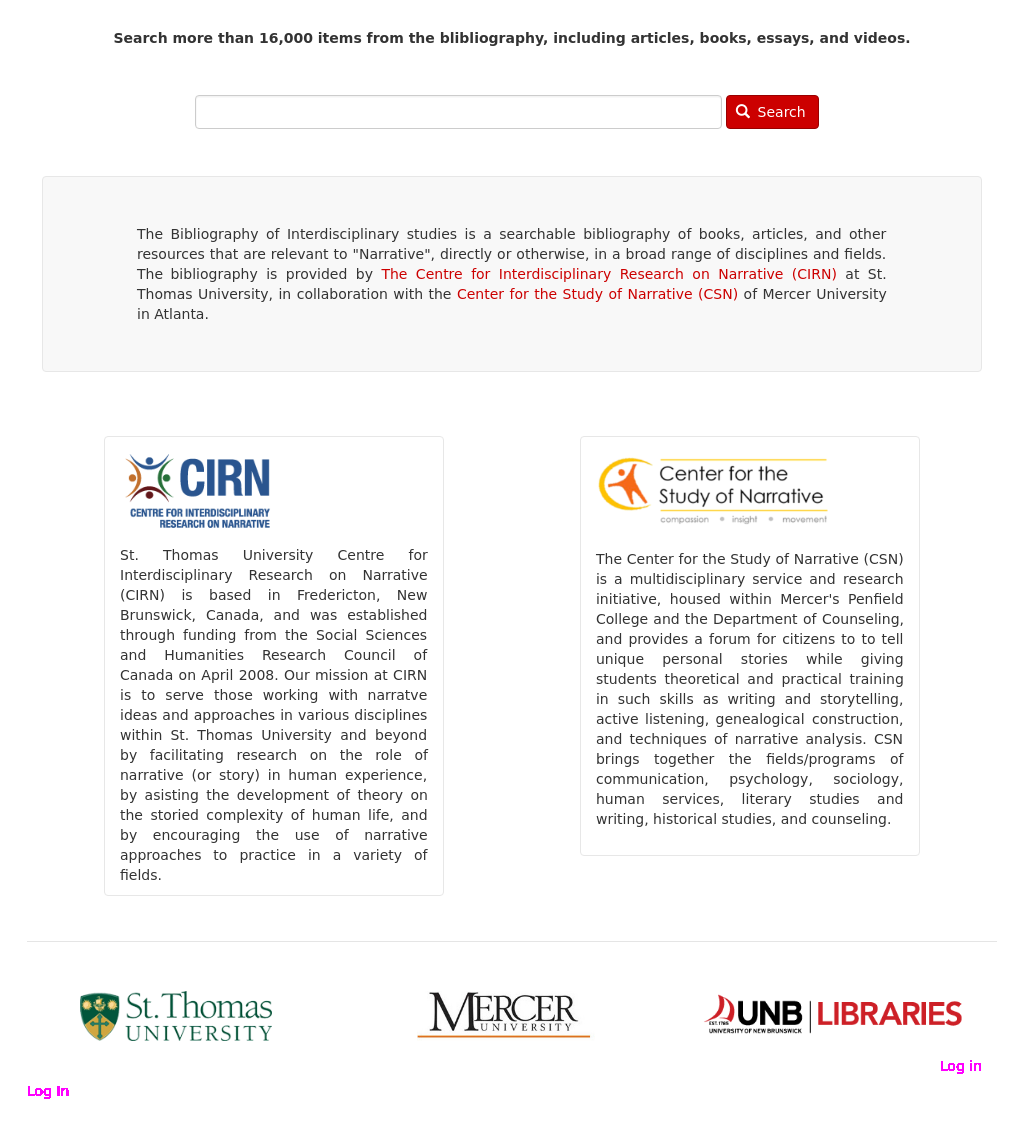 Search more than 16,000 items from the blibliography, including articles, books, essays, and videos.
Search
The Bibliography of Interdisciplinary studies is a searchable bibliography of books, articles, and other
resources that are relevant to "Narrative", directly or otherwise, in a broad range of disciplines and fields.
The bibliography is provided by The Centre for Interdisciplinary Research on Narrative (CIRN) at St.
Thomas University, in collaboration with the Center for the Study of Narrative (CSN) of Mercer University
in Atlanta.
CIRN
CENTRE FOR INTERDISCIPLINARY
RESEARCH ON NARRATIVE
St. Thomas University Centre for
Interdisciplinary Research on Narrative
(CIRN) is based in Fredericton, New
Brunswick, Canada, and was established
through funding from the Social Sciences
and Humanities Research Council of
Canada on April 2008. Our mission at CIRN
is to serve those working with narratve
ideas and approaches in various disciplines
within St. Thomas University and beyond
by facilitating research on the role of
narrative (or story) in human experience,
by asisting the development of theory on
the storied complexity of human life, and
by encouraging the use of narrative
approaches to practice in a variety of
fields.
Center for the
Study of Narrative
compassion • insight • movement
The Center for the Study of Narrative (CSN)
is a multidisciplinary service and research
initiative, housed within Mercer's Penfield
College and the Department of Counseling,
and provides a forum for citizens to to tell
unique personal stories while giving
students theoretical and practical training
in such skills as writing and storytelling,
active listening, genealogical construction,
and techniques of narrative analysis. CSN
brings together the fields/programs of
communication, psychology, sociology,
human services, literary studies and
writing, historical studies, and counseling.
St. Thomas
UNIVERSITY
MERCER
UNIVERSITY
EST. 1785 UNB LIBRARIES
UNIVERSITY OF NEW BRUNSWICK
Log in
Log In